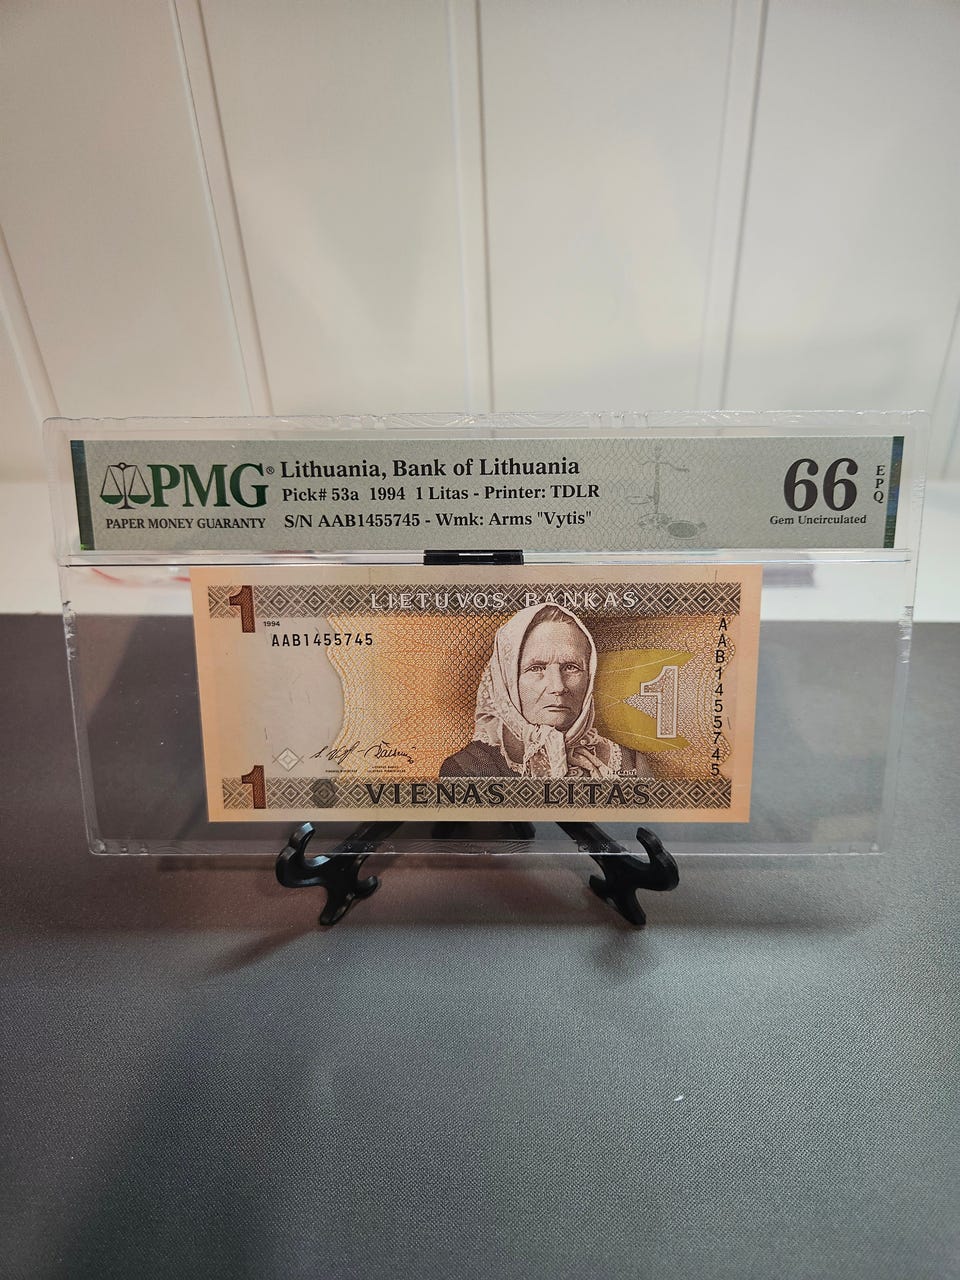 PMG®
PAPER MONEY GUARANTY
Lithuania, Bank of Lithuania
Pick# 53a 1994 1 Litas - Printer: TDLR
S/N AAB1455745 - Wmk: Arms "Vytis"
66
Gem Uncirculated
EPQ
1
LIETUVOS BANKAS
1994
AAB1455745
AAB1455745
1
1
VIENAS LITAS